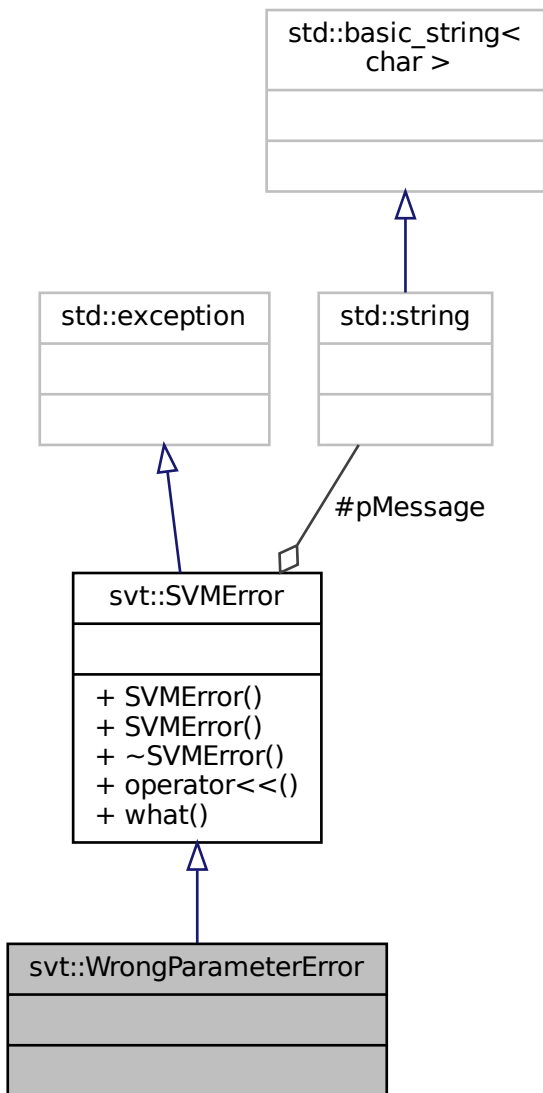 std::basic_string<
char >
std::exception
std::string
#pMessage
svt::SVMError
+ SVMError()
+ SVMError()
+ ~SVMError()
+ operator<<()
+ what()
svt::WrongParameterError